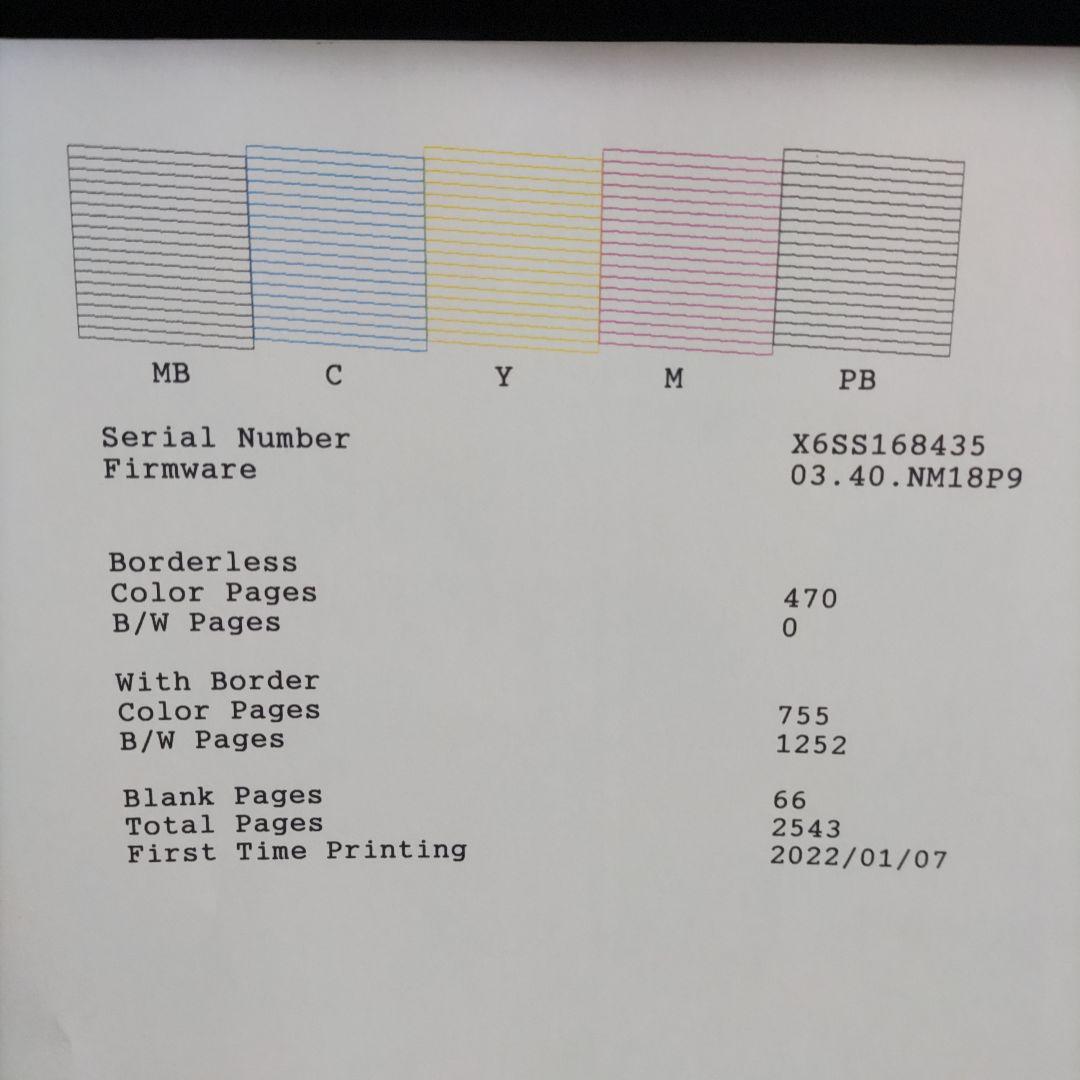 MB C Y M PB
Serial Number X6SS168435
Firmware 03.40.NM18P9
Borderless
Color Pages 470
B/W Pages 0
With Border
Color Pages 755
B/W Pages 1252
Blank Pages 66
Total Pages 2543
First Time Printing 2022/01/07